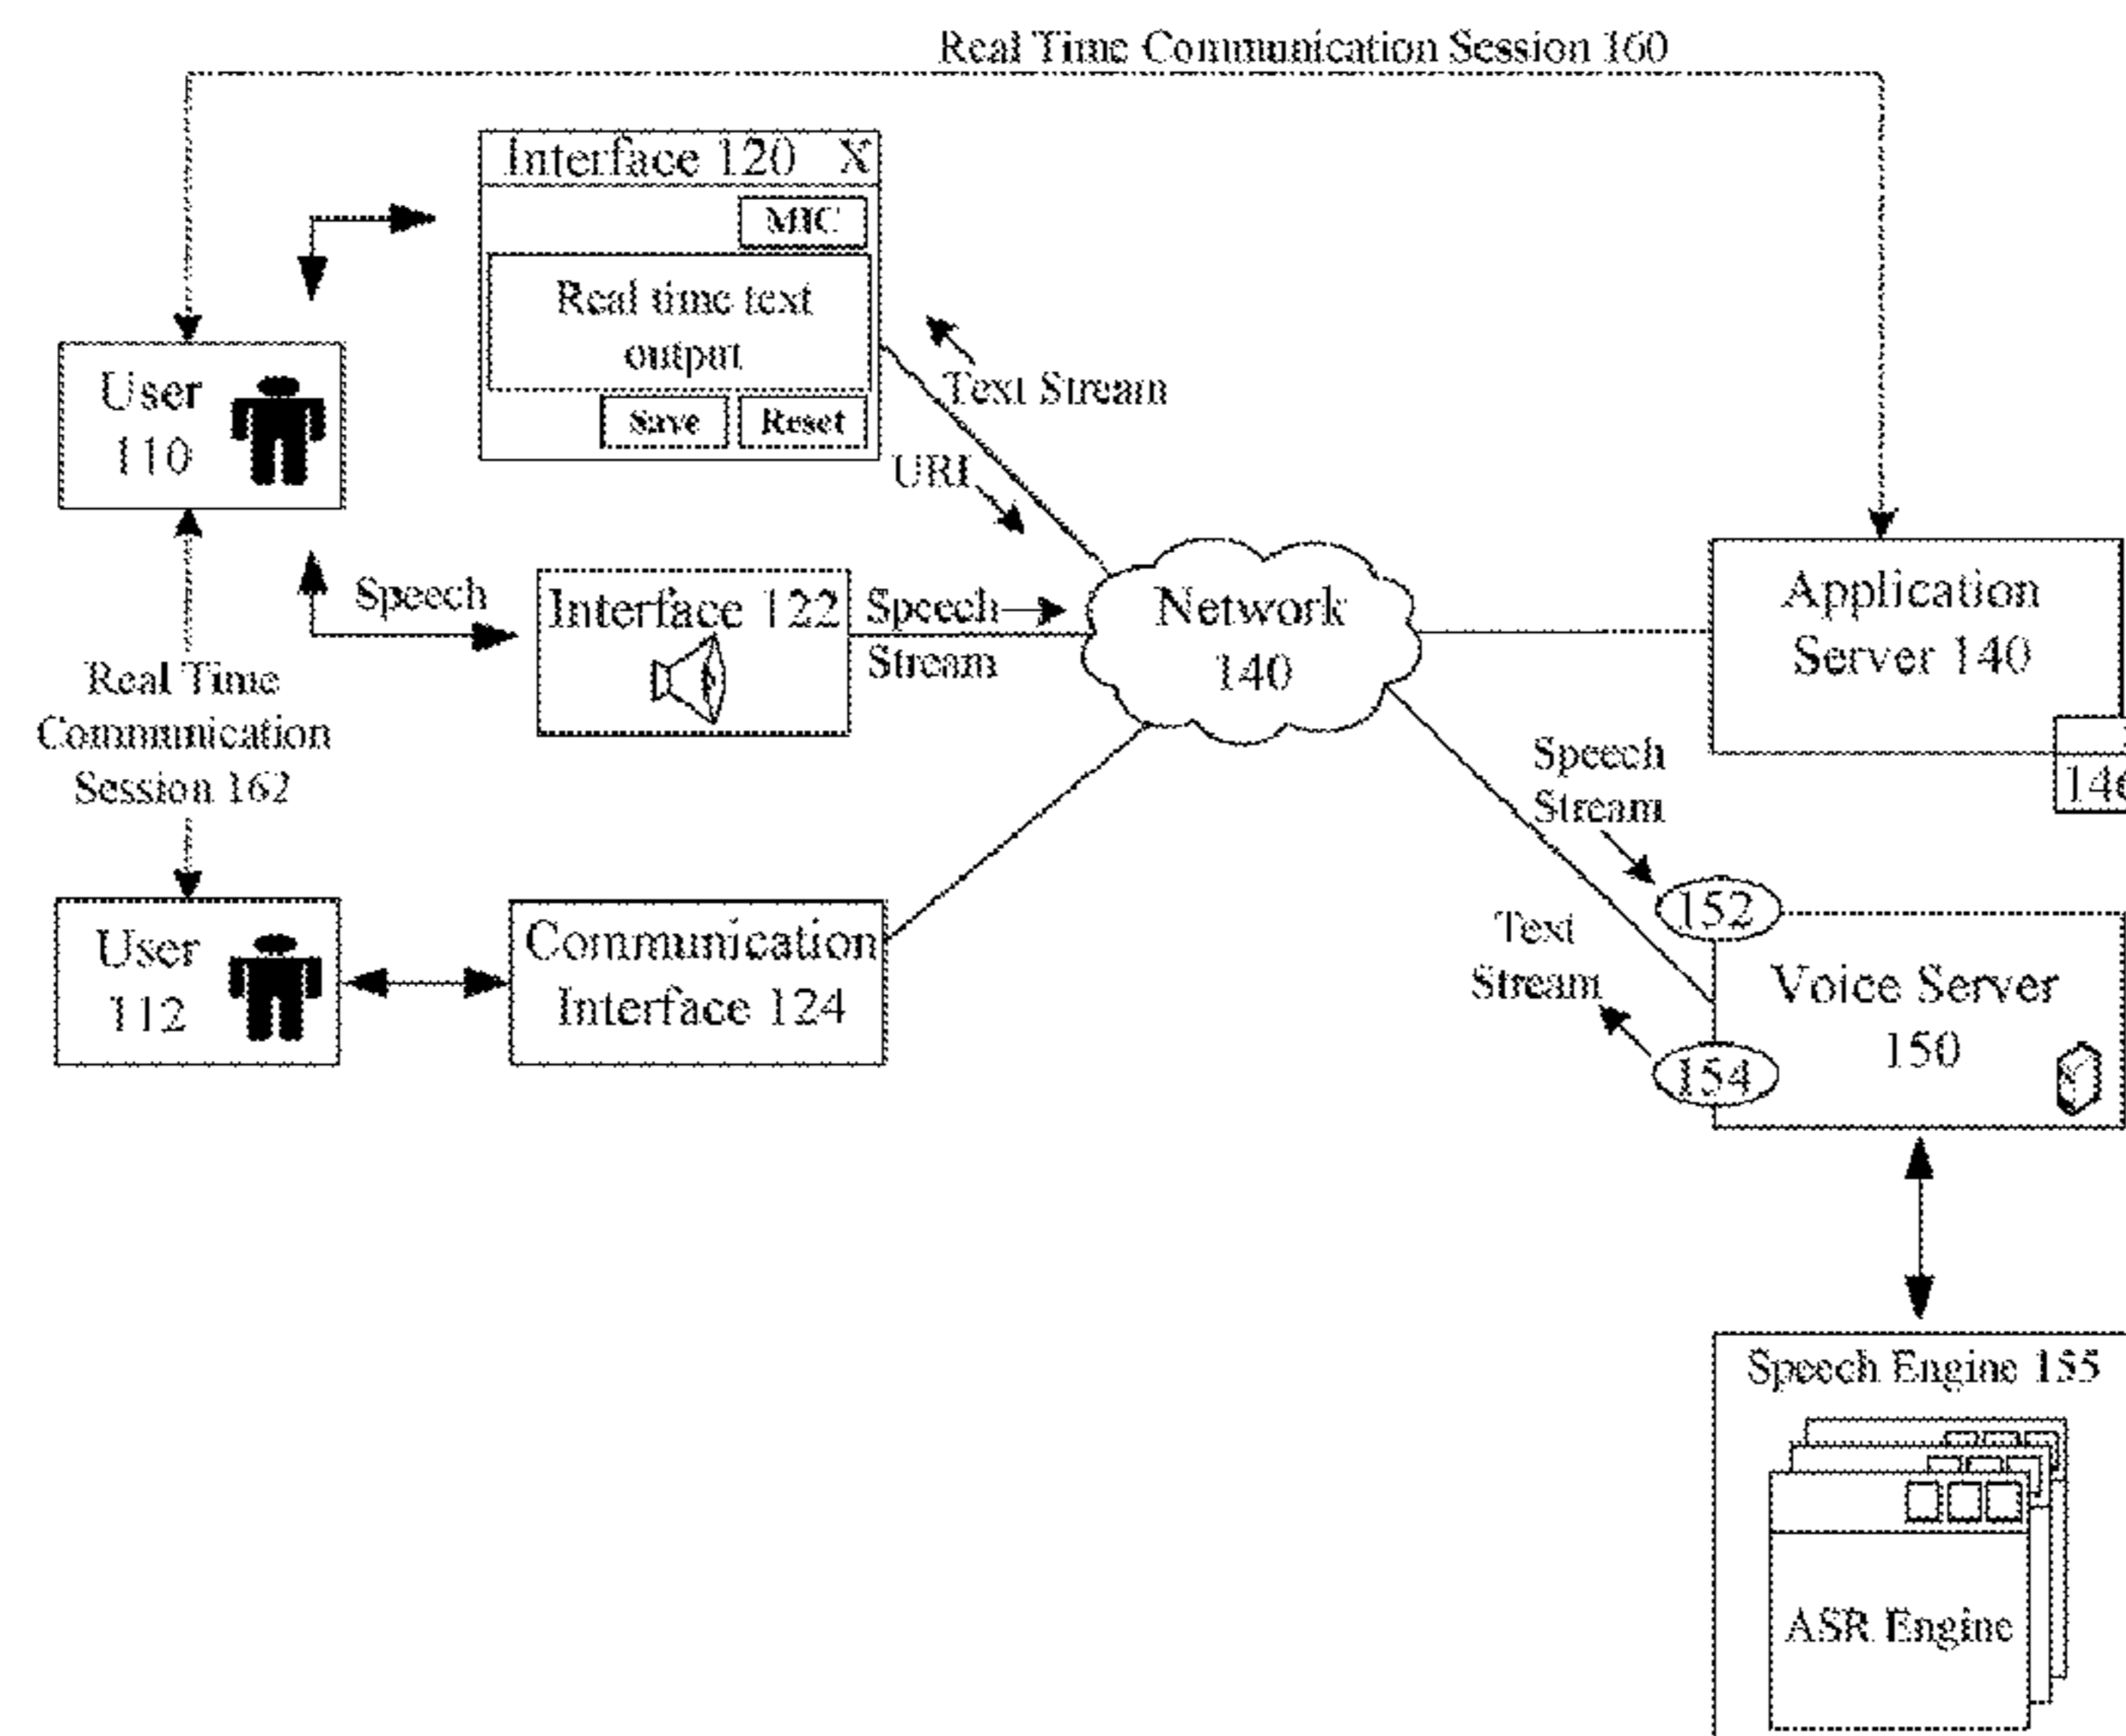 Real Time Communication Session 160
Interface 120 X
MIC
Real time text
output
Save Reset
Text Stream
URI
User
110
Speech
Interface 122
Speech
Stream
Network
140
Application
Server 140
Real Time
Communication
Session 162
Speech
Stream
152
Text
Stream
154
Voice Server
150
User
112
Communication
Interface 124
Speech Engine 155
ASR Engine